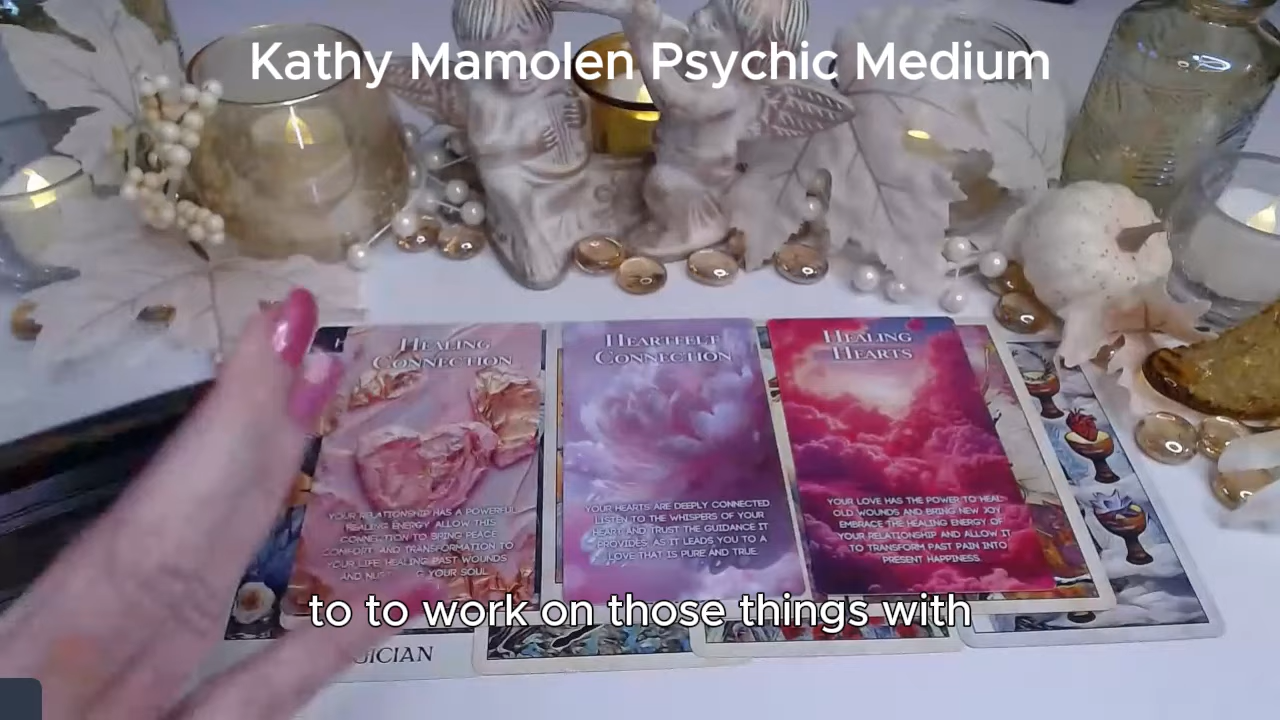 Kathy Mamolen Psychic Medium
HEALING
CONNECTION
YOUR RELATIONSHIP HAS A POWERFUL
HEALING ENERGY ALLOW THIS
CONNECTION TO BRING PEACE
COMFORT AND TRANSFORMATION TO
YOUR LIFE, HEALING PAST WOUNDS
AND YOUR SOUL.
HEARTFELT
CONNECTION
YOUR HEARTS ARE DEEPLY CONNECTED
LISTEN TO THE WHISPERS OF YOUR
HEART AND TRUST THE GUIDANCE IT
PROVIDES, AS IT LEADS YOU TO A
LOVE THAT IS PURE AND TRUE.
HEALING
HEARTS
YOUR LOVE HAS THE POWER TO HEAL
OLD WOUNDS AND BRING NEW JOY
EMBRACE THE HEALING ENERGY OF
YOUR RELATIONSHIP AND ALLOW IT
TO TRANSFORM PAST PAIN INTO
PRESENT HAPPINESS.
to to work on those things with
GICIAN